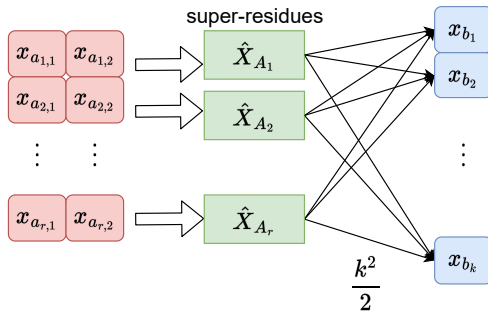 super-residues
x_{a_{1,1}} x_{a_{1,2}} \hat{X}_{A_1} x_{b_1}
x_{a_{2,1}} x_{a_{2,2}} \hat{X}_{A_2} x_{b_2}
⋮ ⋮ ⋮
x_{a_{r,1}} x_{a_{r,2}} \hat{X}_{A_r} x_{b_k}
\frac{k^2}{2}